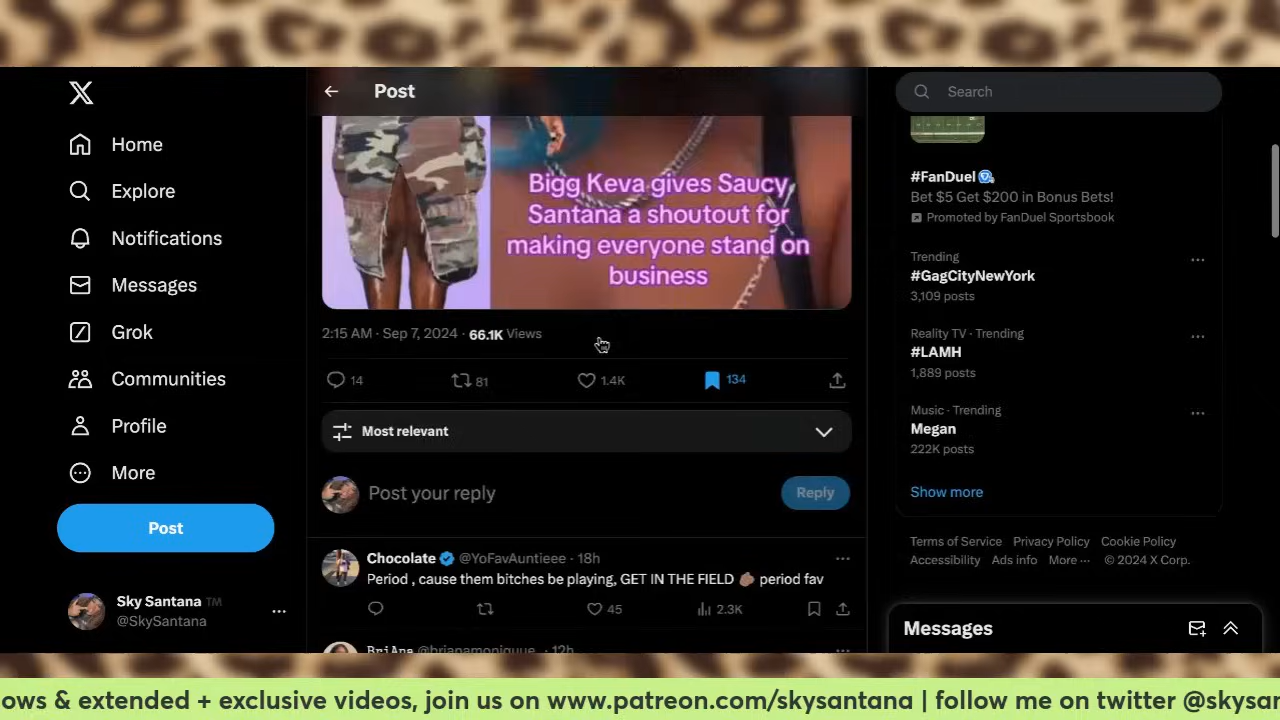 Home
Explore
Notifications
Messages
Grok
Communities
Profile
More
Post
Sky Santana TM
@SkySantana
Post
Bigg Keva gives Saucy
Santana a shoutout for
making everyone stand on
business
2:15 AM · Sep 7, 2024 · 66.1K Views
14
81
1.4K
134
Most relevant
Post your reply
Reply
Chocolate @YoFavAuntieee · 18h
Period , cause them bitches be playing, GET IN THE FIELD period fav
45
2.3K
BriAna @brianamoniquue · 12h
Search
#FanDuel
Bet $5 Get $200 in Bonus Bets!
Promoted by FanDuel Sportsbook
Trending
#GagCityNewYork
3,109 posts
Reality TV · Trending
#LAMH
1,889 posts
Music · Trending
Megan
222K posts
Show more
Terms of Service Privacy Policy Cookie Policy
Accessibility Ads info More ··· © 2024 X Corp.
Messages
ows & extended + exclusive videos, join us on www.patreon.com/skysantana | follow me on twitter @skysan